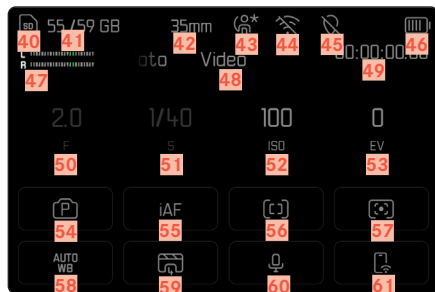 SD 55 / 59 GB 35mm
40 41 42 43 44 45 46
L
R
oto Video 00:00:00.00
47 48 49
2.0 1/40 100 0
F S ISO EV
50 51 52 53
P iAF
54 55 56 57
AUTO
WB
58 59 60 61